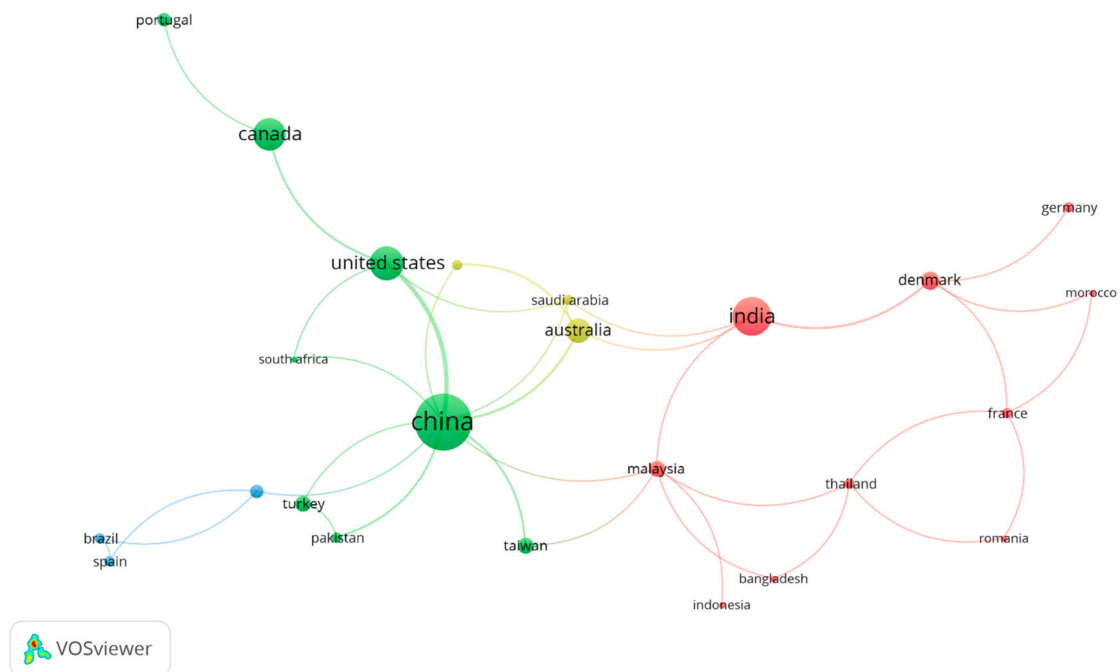 portugal
canada
germany
united states
denmark
morocco
saudi arabia
india
australia
south africa
china
france
malaysia
thailand
turkey
brazil
pakistan
taiwan
romania
spain
bangladesh
indonesia
VOSviewer